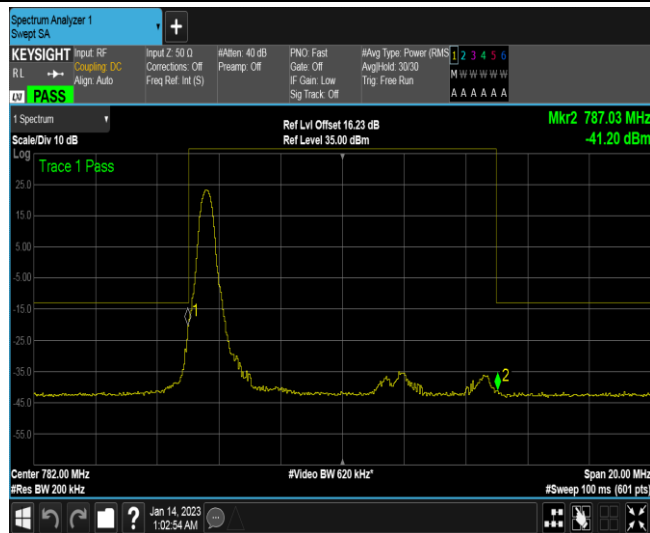 Spectrum Analyzer 1
Swept SA
+
KEYSIGHT
RL
LXI PASS
Input: RF
Coupling: DC
Align: Auto
Input Z: 50 Ω
Corrections: Off
Freq Ref: Int (S)
#Atten: 40 dB
Preamp: Off
PNO: Fast
Gate: Off
IF Gain: Low
Sig Track: Off
#Avg Type: Power (RMS
Avg|Hold: 30/30
Trig: Free Run
1 2 3 4 5 6
M W W W W W
A A A A A A
1 Spectrum
Scale/Div 10 dB
Ref Lvl Offset 16.23 dB
Ref Level 35.00 dBm
Mkr2 787.03 MHz
-41.20 dBm
Log
Trace 1 Pass
25.0
15.0
5.00
-5.00
-15.0
-25.0
-35.0
-45.0
-55.0
1
2
Center 782.00 MHz
#Res BW 200 kHz
#Video BW 620 kHz*
Span 20.00 MHz
#Sweep 100 ms (601 pts)
?
Jan 14, 2023
1:02:54 AM